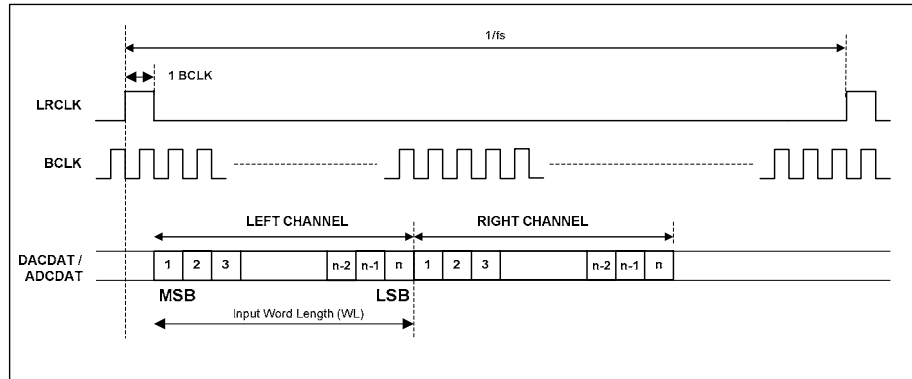 1/fs
1 BCLK
LRCLK
BCLK
LEFT CHANNEL
RIGHT CHANNEL
DACDAT /
ADCDAT
1 2 3 n-2 n-1 n 1 2 3 n-2 n-1 n
MSB LSB
Input Word Length (WL)